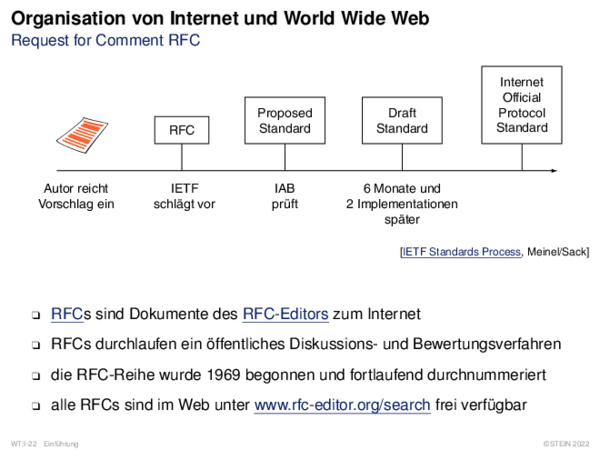 Organisation von Internet und World Wide Web
Request for Comment RFC
RFC
Proposed
Standard
Draft
Standard
Internet
Official
Protocol
Standard
Autor reicht
Vorschlag ein
IETF
schlägt vor
IAB
prüft
6 Monate und
2 Implementationen
später
[IETF Standards Process, Meinel/Sack]
❑ RFCs sind Dokumente des RFC-Editors zum Internet
❑ RFCs durchlaufen ein öffentliches Diskussions- und Bewertungsverfahren
❑ die RFC-Reihe wurde 1969 begonnen und fortlaufend durchnummeriert
❑ alle RFCs sind im Web unter www.rfc-editor.org/search frei verfügbar
WT:I-22 Einführung
©STEIN 2022